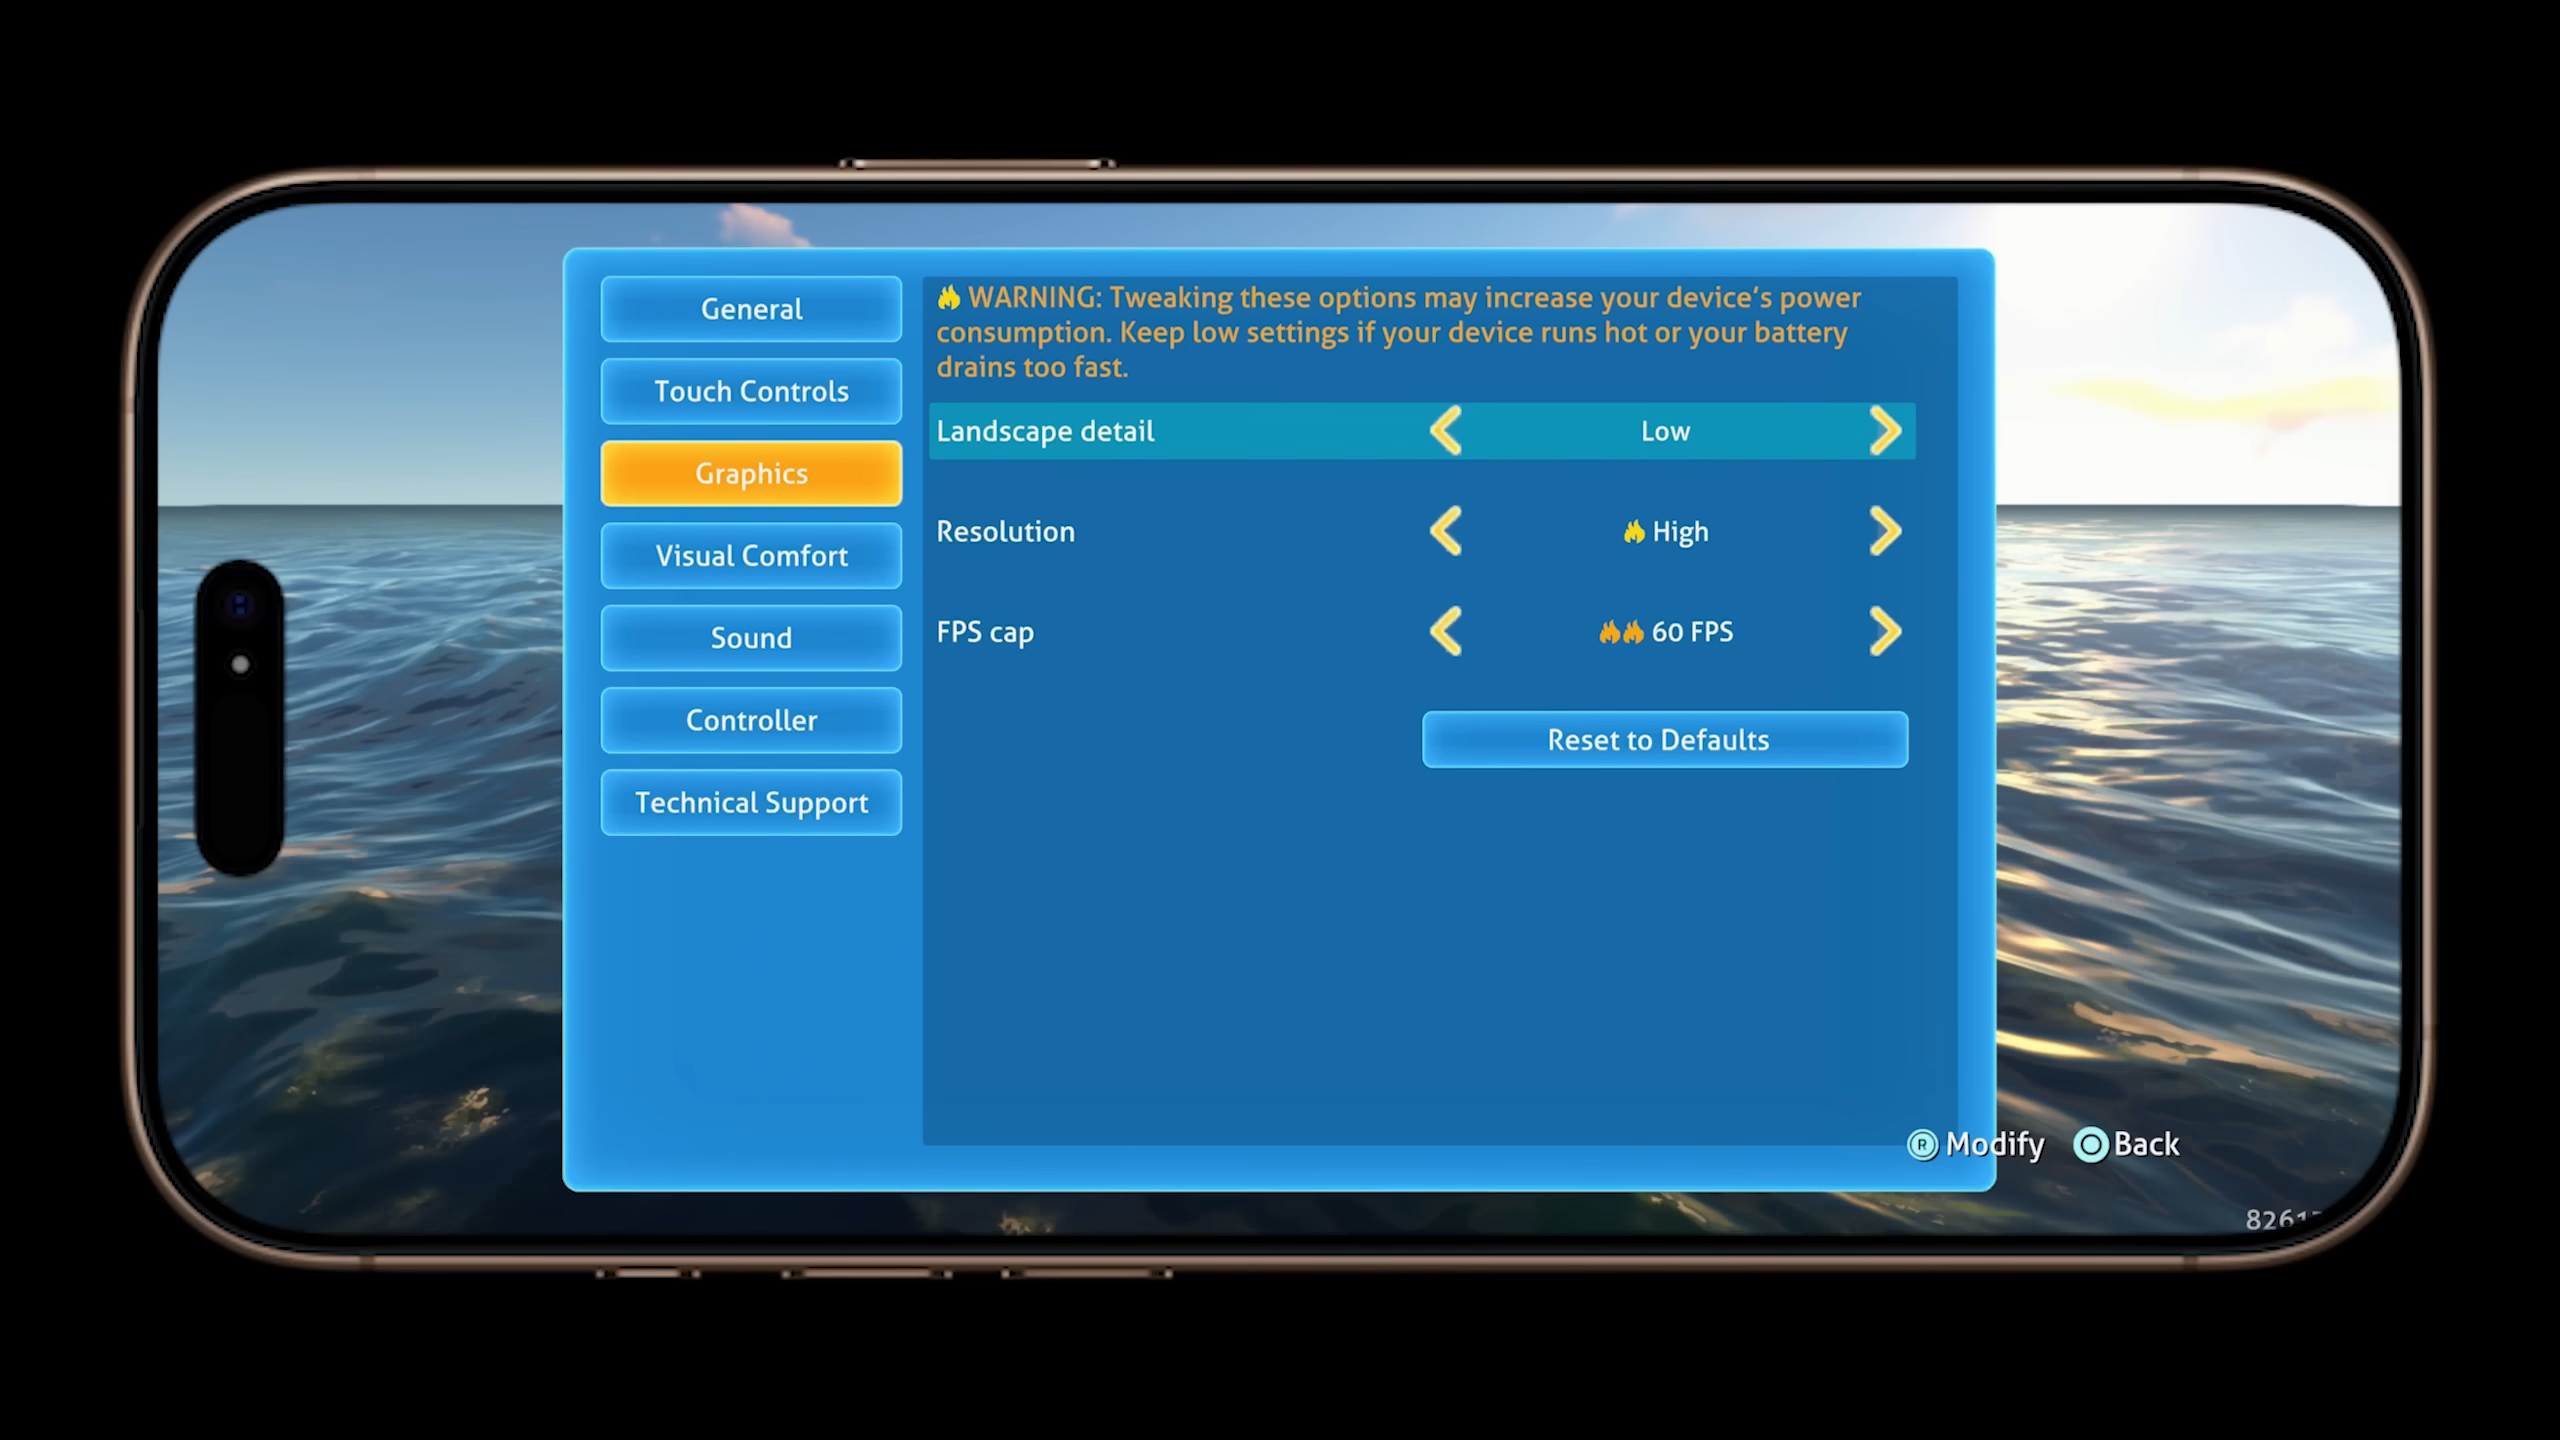 General
Touch Controls
Graphics
Visual Comfort
Sound
Controller
Technical Support
WARNING: Tweaking these options may increase your device's power
consumption. Keep low settings if your device runs hot or your battery
drains too fast.
Landscape detail Low
Resolution High
FPS cap 60 FPS
Reset to Defaults
R Modify Back